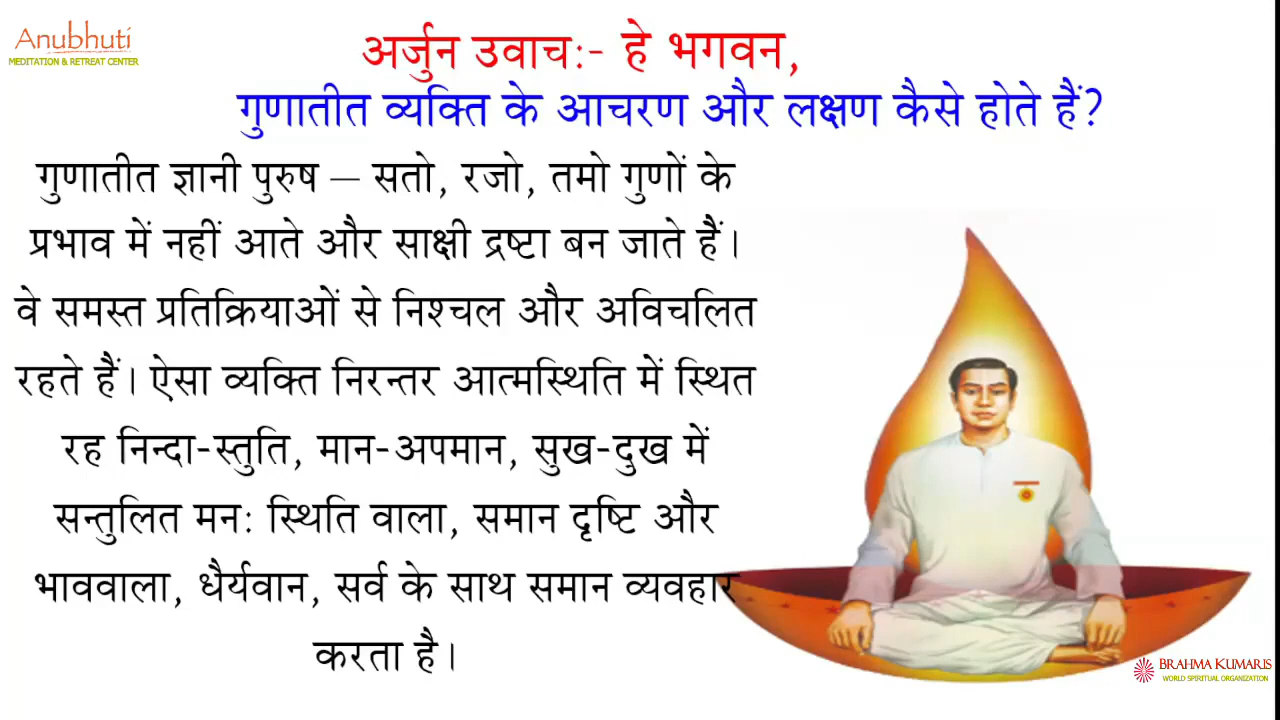 Anubhuti
MEDITATION & RETREAT CENTER
अर्जुन उवाचः- हे भगवन,
गुणातीत व्यक्ति के आचरण और लक्षण कैसे होते हैं?
गुणातीत ज्ञानी पुरुष – सतो, रजो, तमो गुणों के
प्रभाव में नहीं आते और साक्षी द्रष्टा बन जाते हैं।
वे समस्त प्रतिक्रियाओं से निश्चल और अविचलित
रहते हैं। ऐसा व्यक्ति निरन्तर आत्मस्थिति में स्थित
रह निन्दा-स्तुति, मान-अपमान, सुख-दुख में
सन्तुलित मनः स्थिति वाला, समान दृष्टि और
भाववाला, धैर्यवान, सर्व के साथ समान व्यवहार
करता है।
BRAHMA KUMARIS
WORLD SPIRITUAL ORGANIZATION